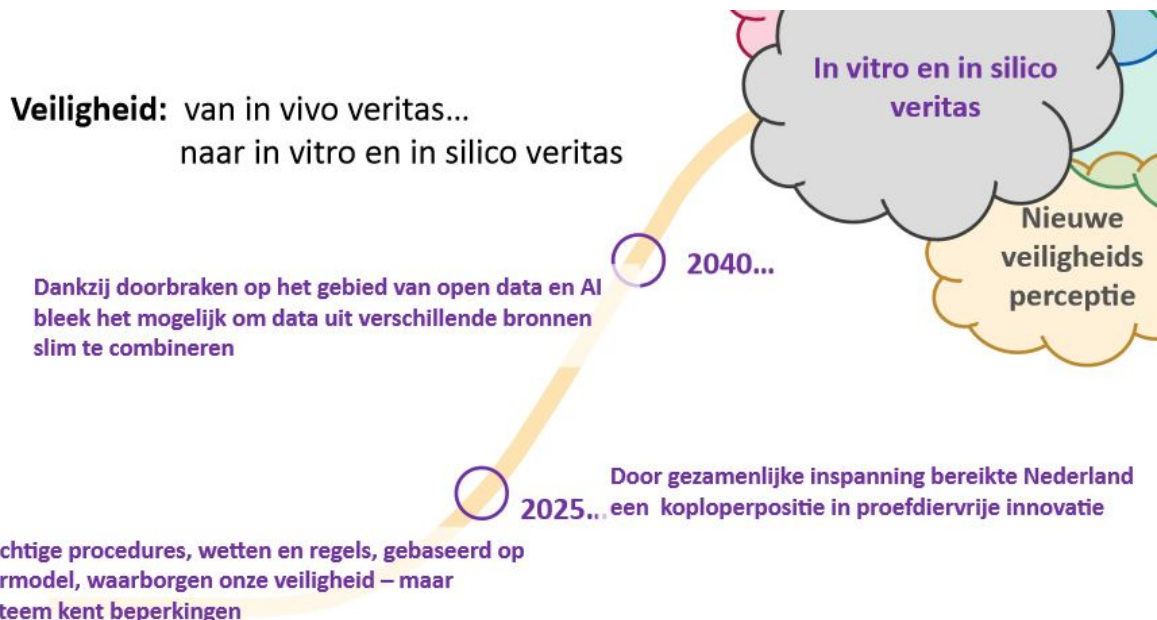 Veiligheid: van in vivo veritas...
naar in vitro en in silico veritas
In vitro en in silico
veritas
Nieuwe
veiligheids
perceptie
2040...
Dankzij doorbraken op het gebied van open data en AI
bleek het mogelijk om data uit verschillende bronnen
slim te combineren
Door gezamenlijke inspanning bereikte Nederland
een koploperpositie in proefdiervrije innovatie
2025...
procedures, wetten en regels, gebaseerd op
waarborgen onze veiligheid – maar
kent beperkingen